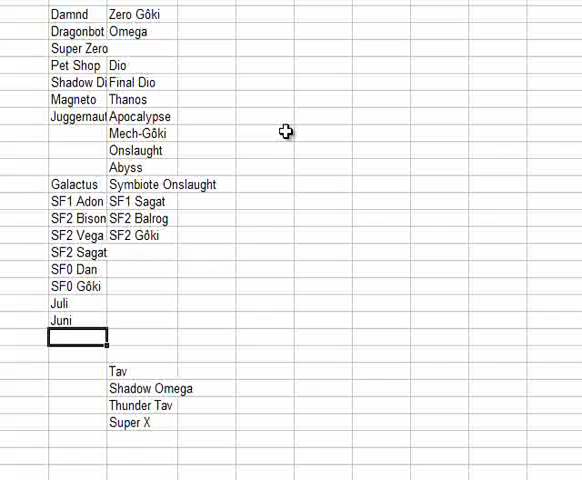 Damnd Zero Gôki
Dragonbot Omega
Super Zero
Pet Shop Dio
Shadow Di Final Dio
Magneto Thanos
Juggernaut Apocalypse
Mech-Gôki
Onslaught
Abyss
Galactus Symbiote Onslaught
SF1 Adon SF1 Sagat
SF2 Bison SF2 Balrog
SF2 Vega SF2 Gôki
SF2 Sagat
SF0 Dan
SF0 Gôki
Juli
Juni
Tav
Shadow Omega
Thunder Tav
Super X